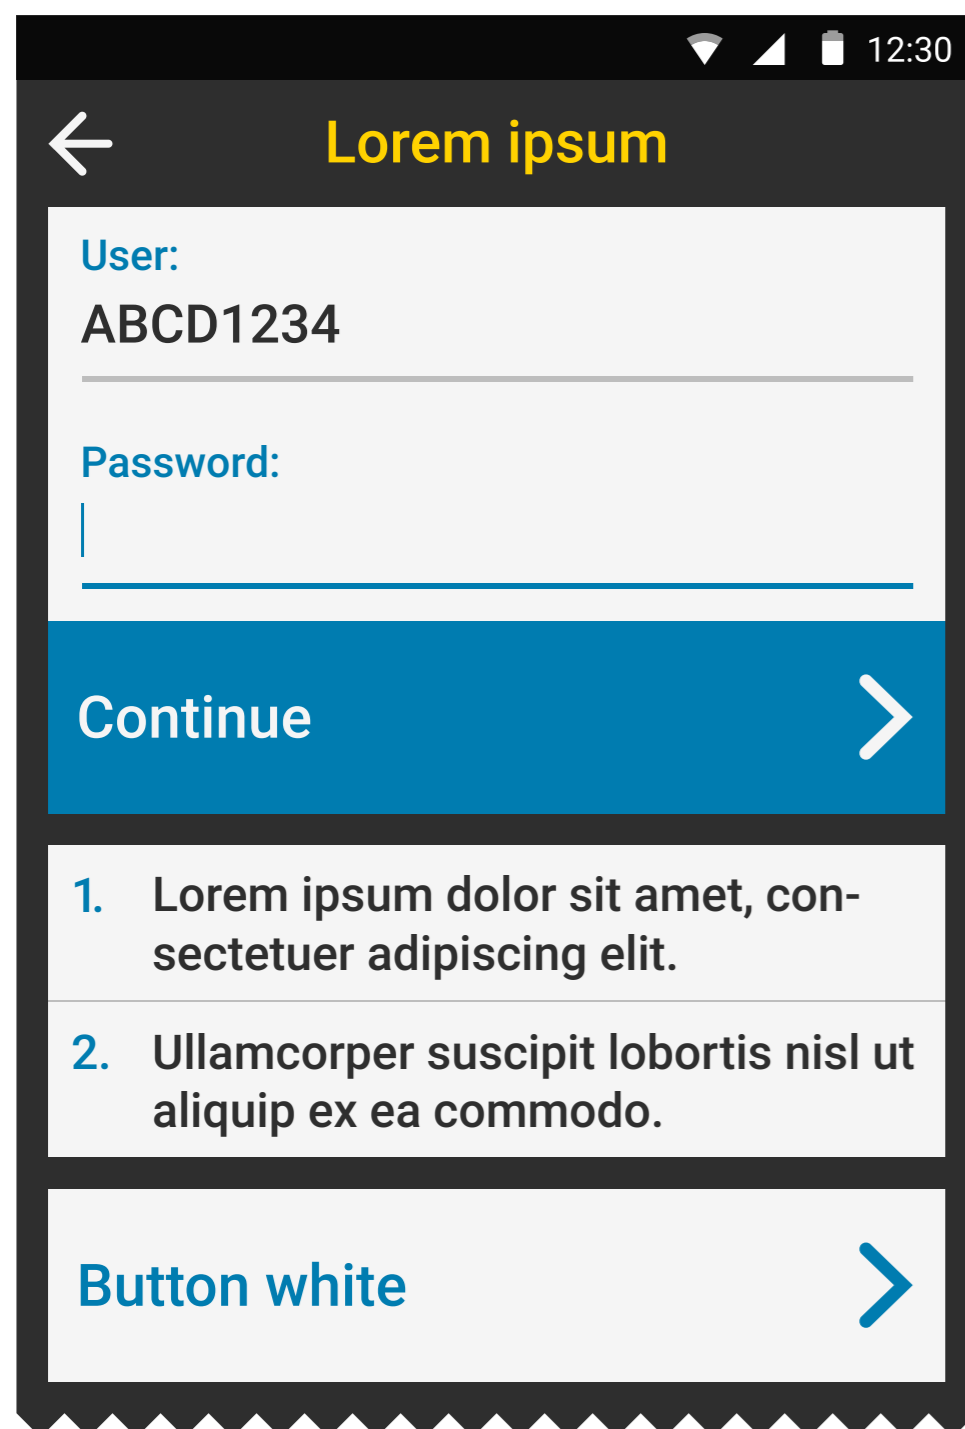 12:30
Lorem ipsum
User:
ABCD1234
Password:
Continue
1. Lorem ipsum dolor sit amet, con-
sectetuer adipiscing elit.
2. Ullamcorper suscipit lobortis nisl ut
aliquip ex ea commodo.
Button white